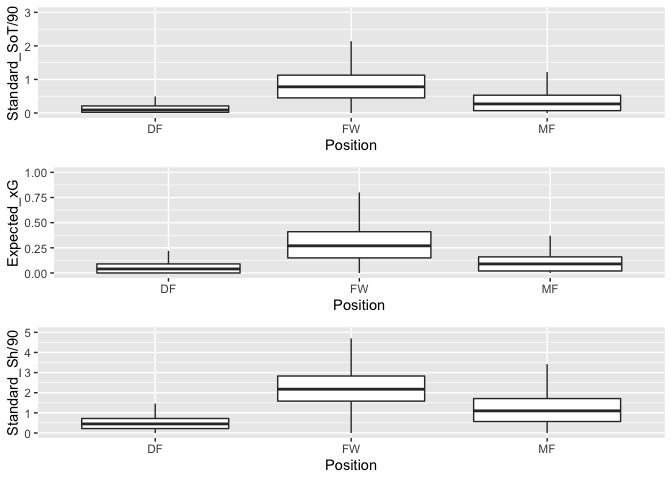 Standard_SoT/90
3
2
1
0
DF FW MF
Position
Expected_xG
1.00
0.75
0.50
0.25
0.00
DF FW MF
Position
Standard_Sh/90
5
4
3
2
1
0
DF FW MF
Position